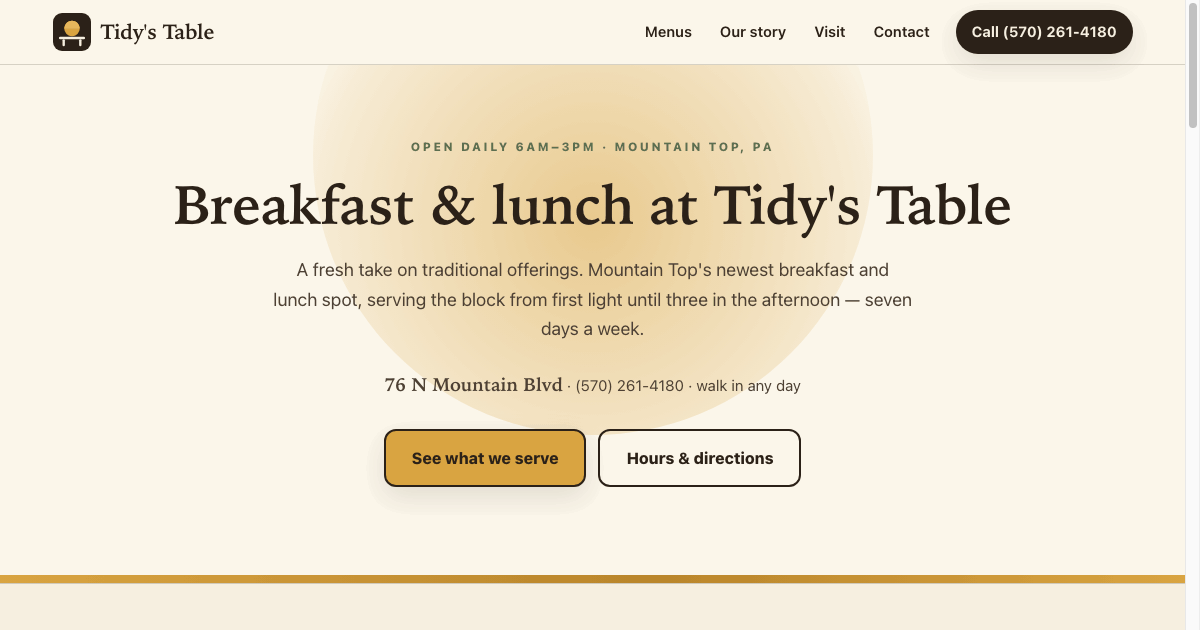 Tidy's Table
Menus
Our story
Visit
Contact
Call (570) 261-4180
OPEN DAILY 6AM–3PM · MOUNTAIN TOP, PA
Breakfast & lunch at Tidy's Table
A fresh take on traditional offerings. Mountain Top's newest breakfast and
lunch spot, serving the block from first light until three in the afternoon — seven
days a week.
76 N Mountain Blvd · (570) 261-4180 · walk in any day
See what we serve
Hours & directions